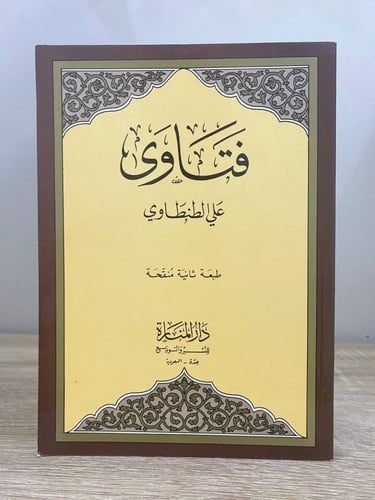 فتاوى
علي الطنطاوي
طبعة ثانية منقحة
دار المنارة
للنشر والتوزيع
جدة - السعودية